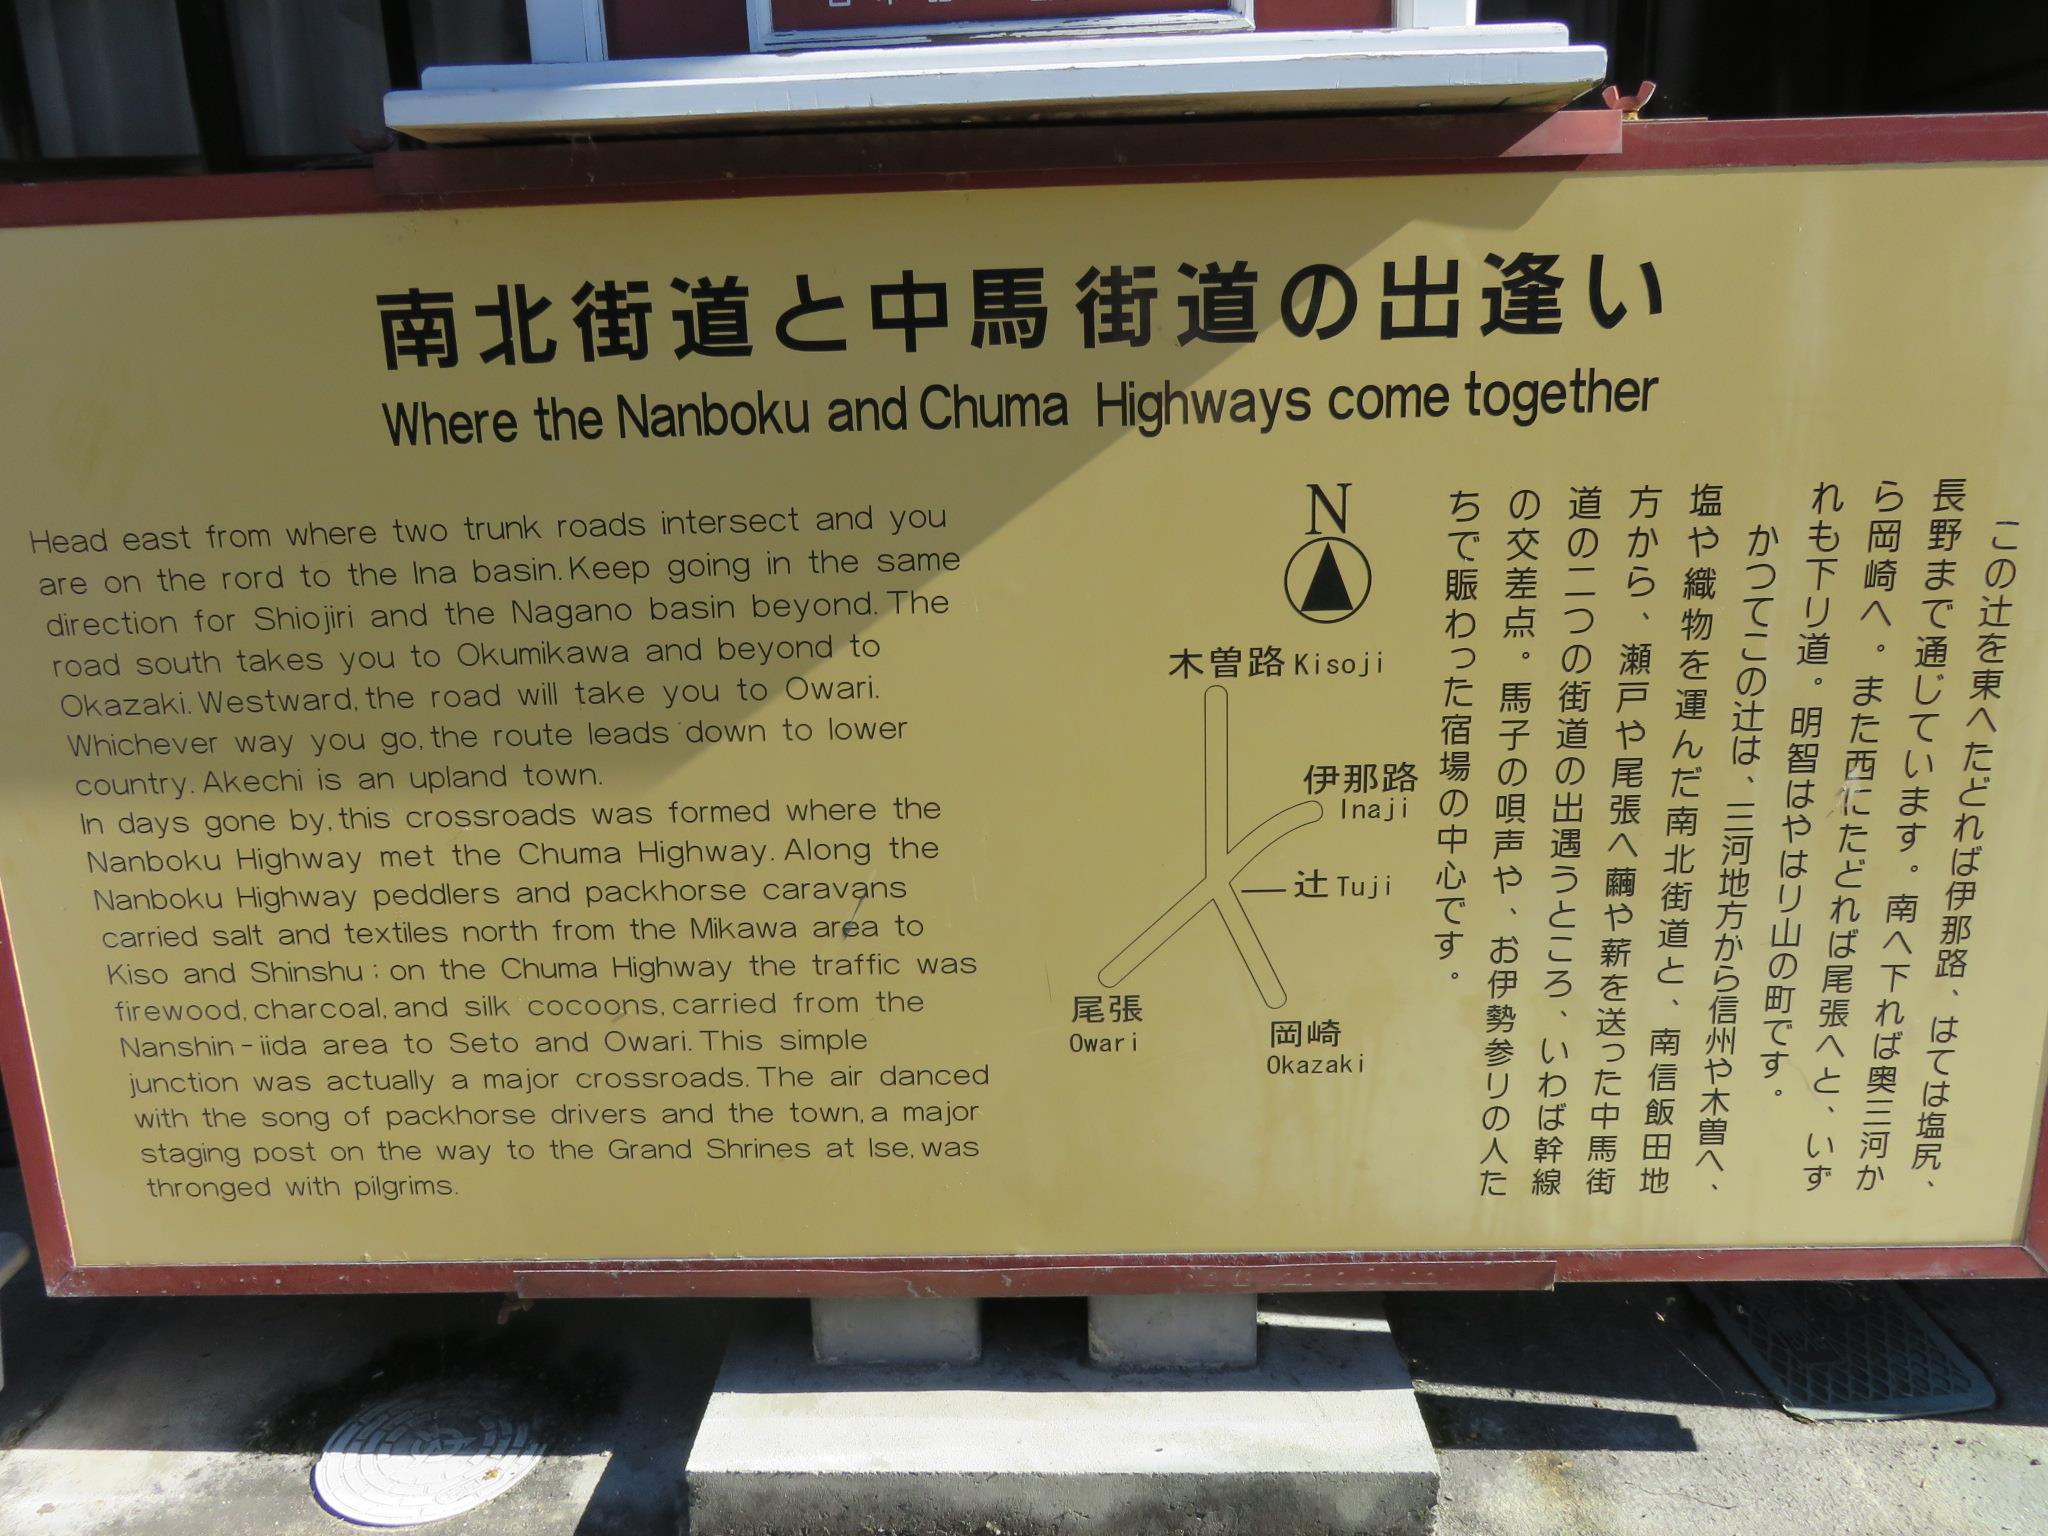 南北街道と中馬街道の出逢い
Where the Nanboku and Chuma Highways come together
Head east from where two trunk roads intersect and you
are on the rord to the Ina basin. Keep going in the same
direction for Shiojiri and the Nagano basin beyond. The
road south takes you to Okumikawa and beyond to
Okazaki. Westward, the road will take you to Owari.
Whichever way you go, the route leads down to lower
country. Akechi is an upland town.
In days gone by, this crossroads was formed where the
Nanboku Highway met the Chuma Highway. Along the
Nanboku Highway peddlers and packhorse caravans
carried salt and textiles north from the Mikawa area to
Kiso and Shinshu; on the Chuma Highway the traffic was
firewood, charcoal, and silk cocoons, carried from the
Nanshin-iida area to Seto and Owari. This simple
junction was actually a major crossroads. The air danced
with the song of packhorse drivers and the town, a major
staging post on the way to the Grand Shrines at Ise, was
thronged with pilgrims.
N
木曽路 Kisoji
伊那路
Inaji
辻 Tuji
尾張
Owari
岡崎
Okazaki
この辻を東へたどれば伊那路、はては塩尻、
長野まで通じています。南へ下れば奥三河か
ら岡崎へ。また西にたどれば尾張へと、いず
れも下り道。明智はやはり山の町です。
かつてこの辻は、三河地方から信州や木曽へ、
塩や織物を運んだ南北街道と、南信飯田地
方から、瀬戸や尾張へ繭や薪を送った中馬街
道の二つの街道の出遇うところ、いわば幹線
の交差点。馬子の唄声や、お伊勢参りの人た
ちで賑わった宿場の中心です。